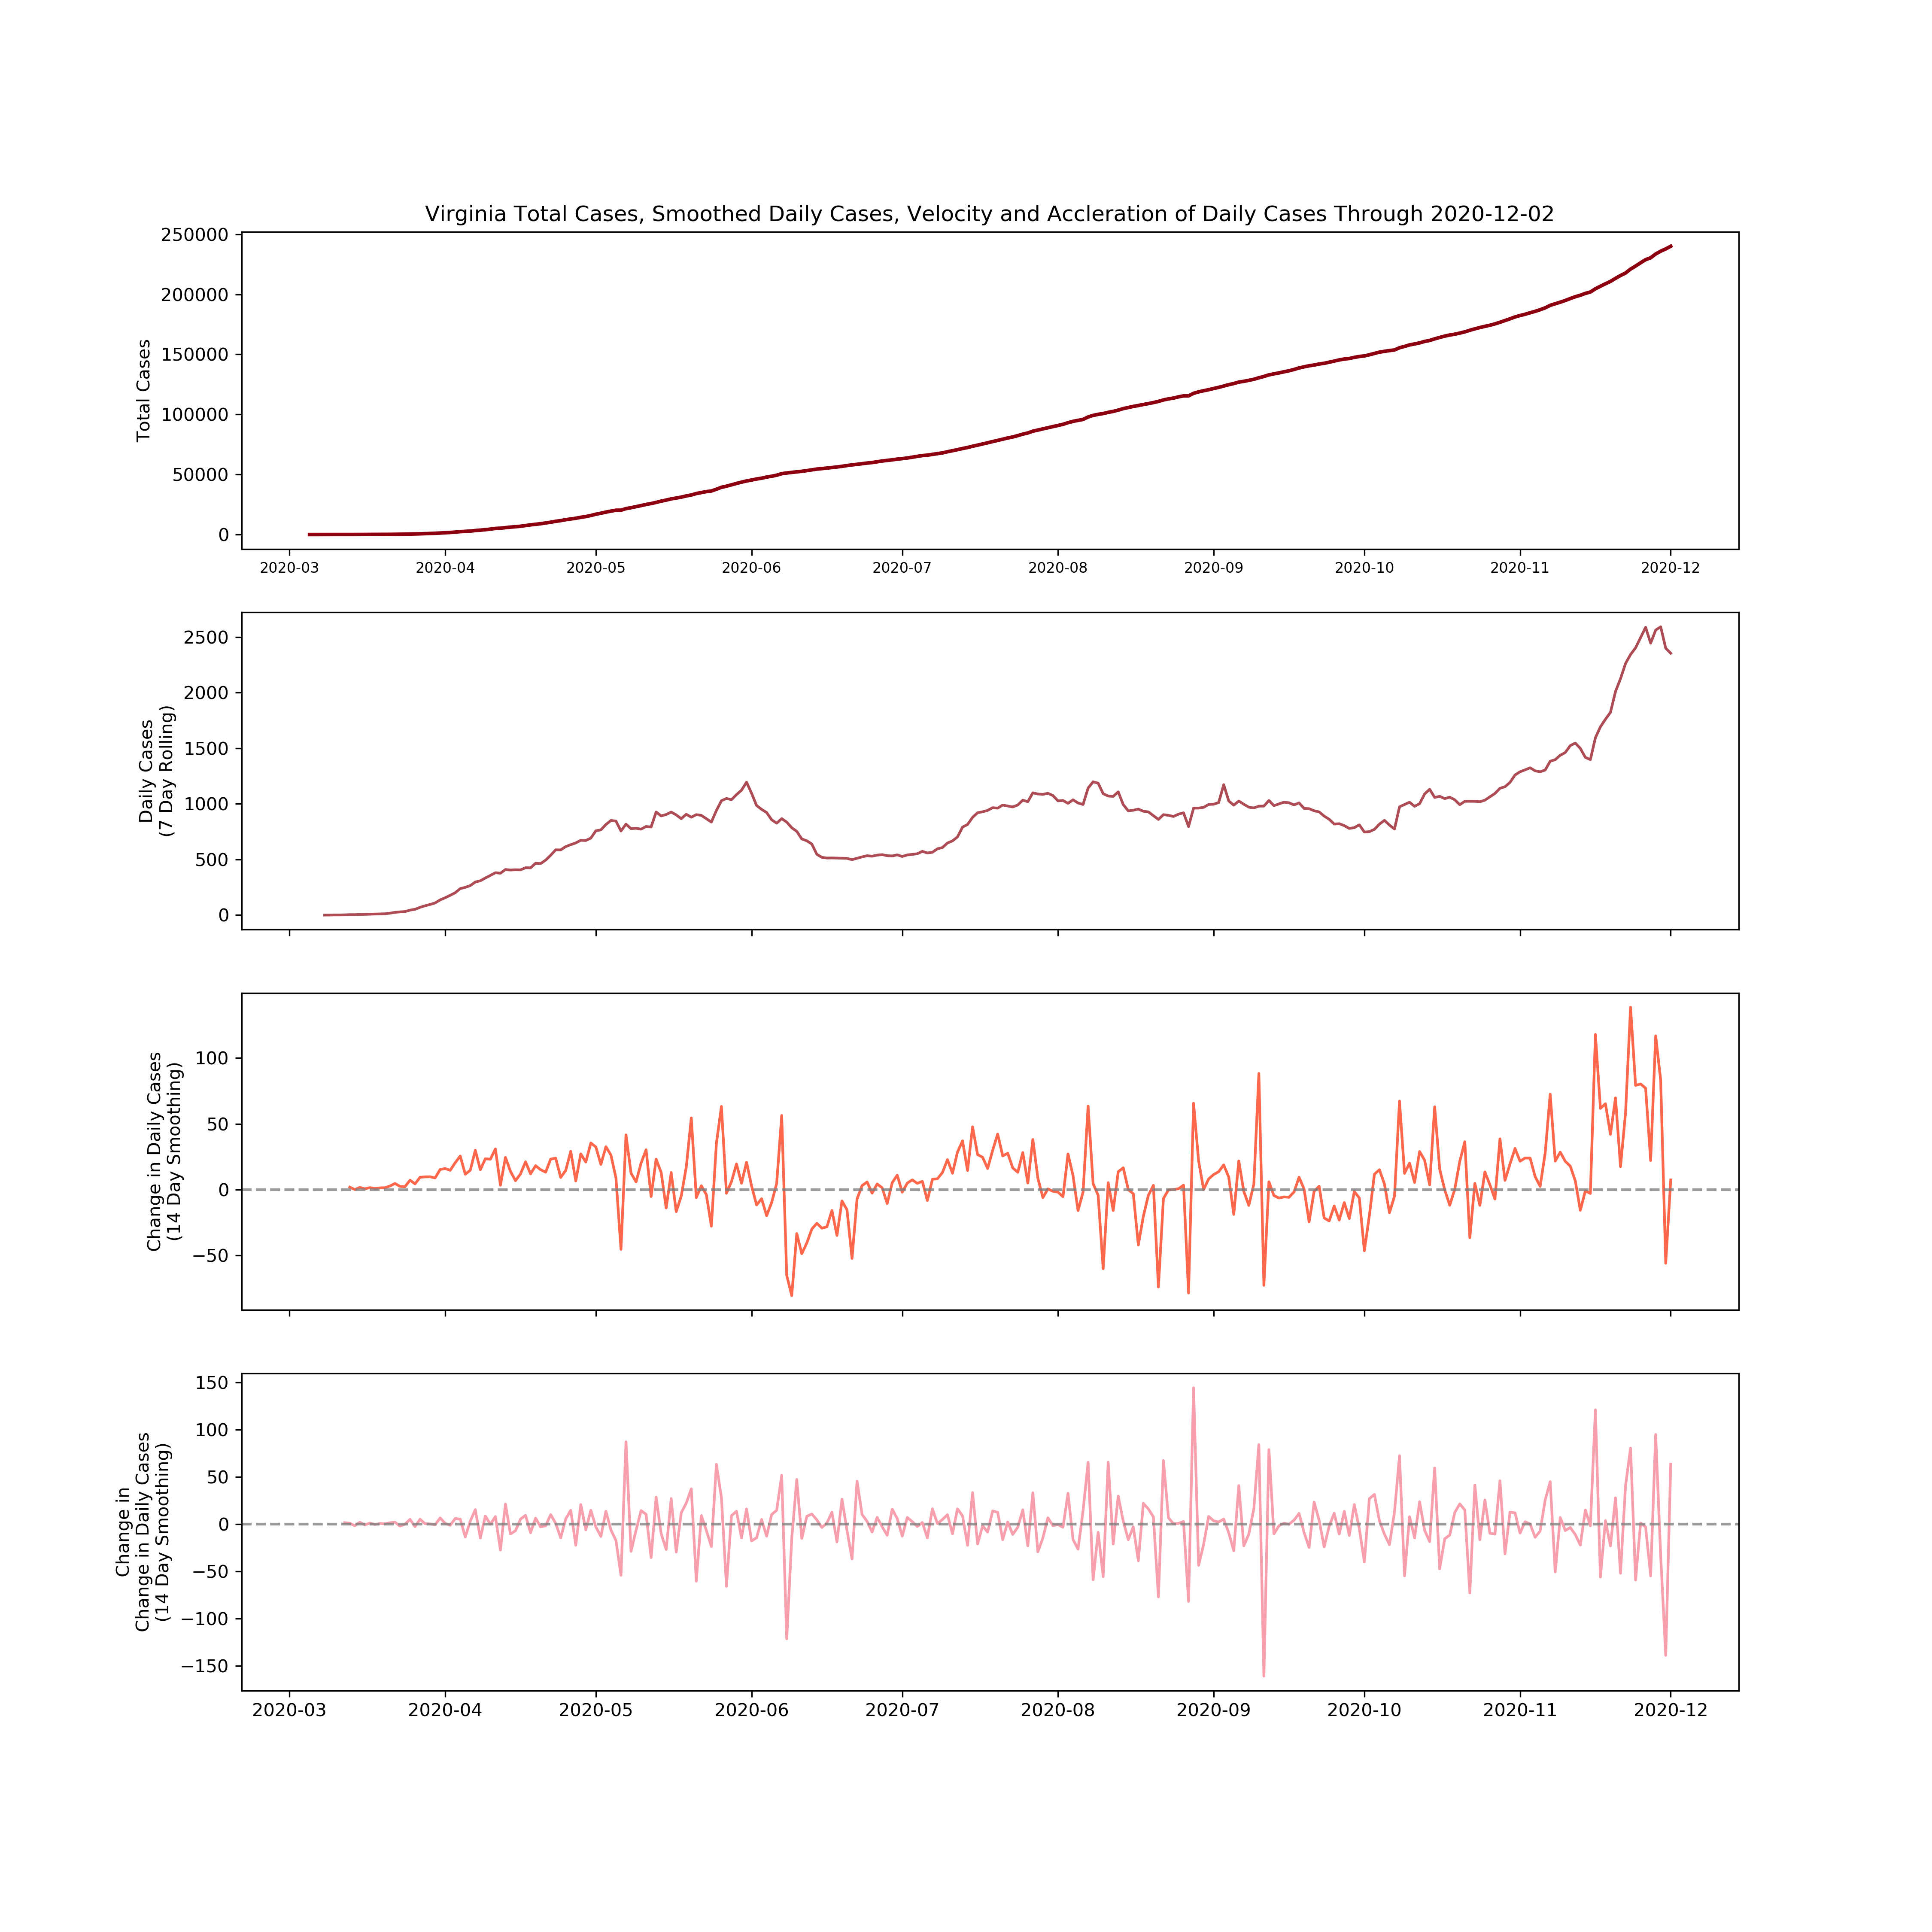 Virginia Total Cases, Smoothed Daily Cases, Velocity and Accleration of Daily Cases Through 2020-12-02
250000
200000
150000
100000
50000
0
Total Cases
2020-03 2020-04 2020-05 2020-06 2020-07 2020-08 2020-09 2020-10 2020-11 2020-12
2500
2000
1500
1000
500
0
Daily Cases
(7 Day Rolling)
100
50
0
−50
Change in Daily Cases
(14 Day Smoothing)
150
100
50
0
−50
−100
−150
Change in
Change in Daily Cases
(14 Day Smoothing)
2020-03 2020-04 2020-05 2020-06 2020-07 2020-08 2020-09 2020-10 2020-11 2020-12